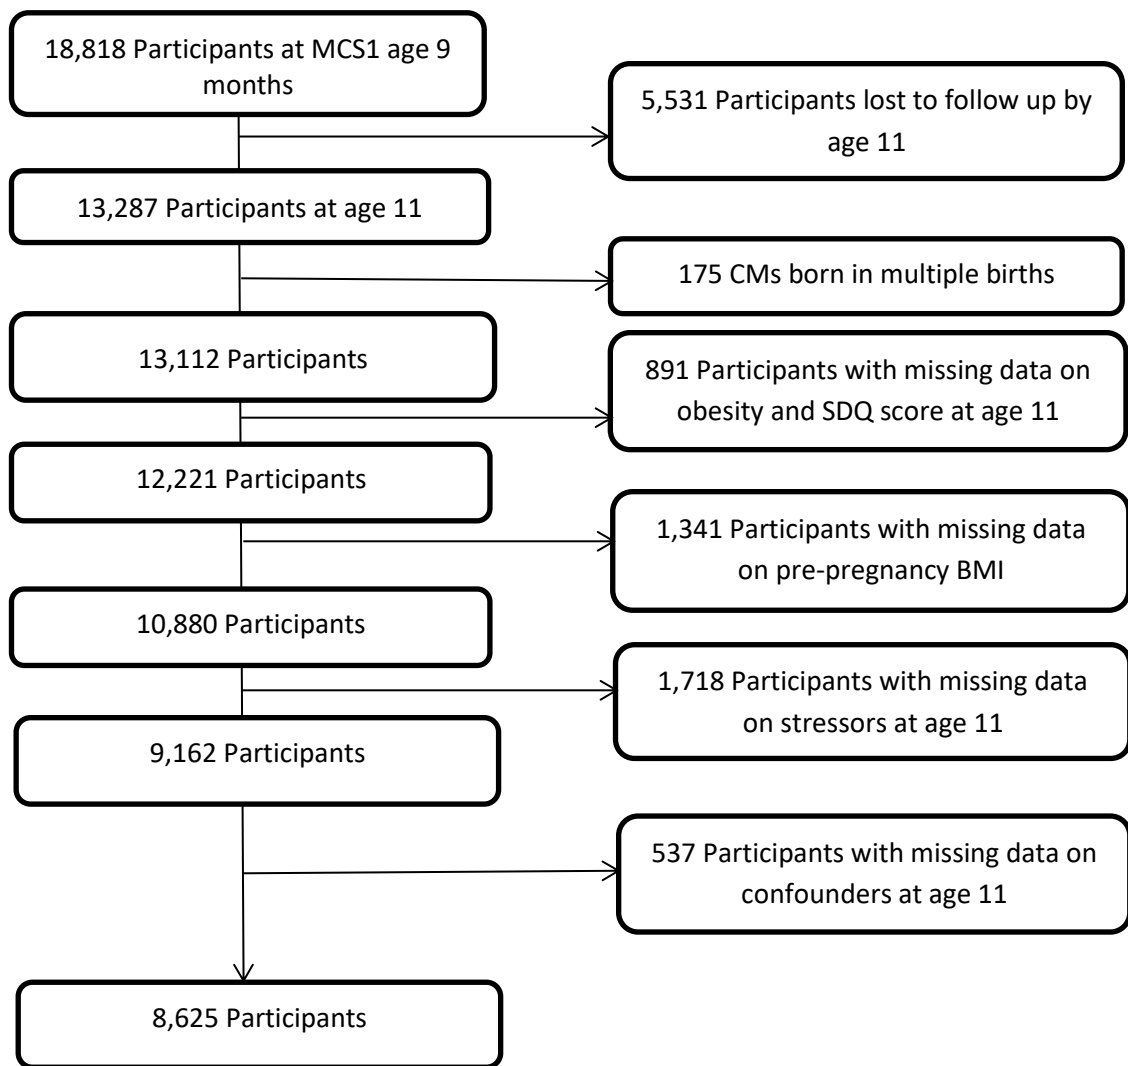 18,818 Participants at MCS1 age 9
months
5,531 Participants lost to follow up by
age 11
13,287 Participants at age 11
175 CMs born in multiple births
13,112 Participants
891 Participants with missing data on
obesity and SDQ score at age 11
12,221 Participants
1,341 Participants with missing data
on pre-pregnancy BMI
10,880 Participants
1,718 Participants with missing data
on stressors at age 11
9,162 Participants
537 Participants with missing data on
confounders at age 11
8,625 Participants